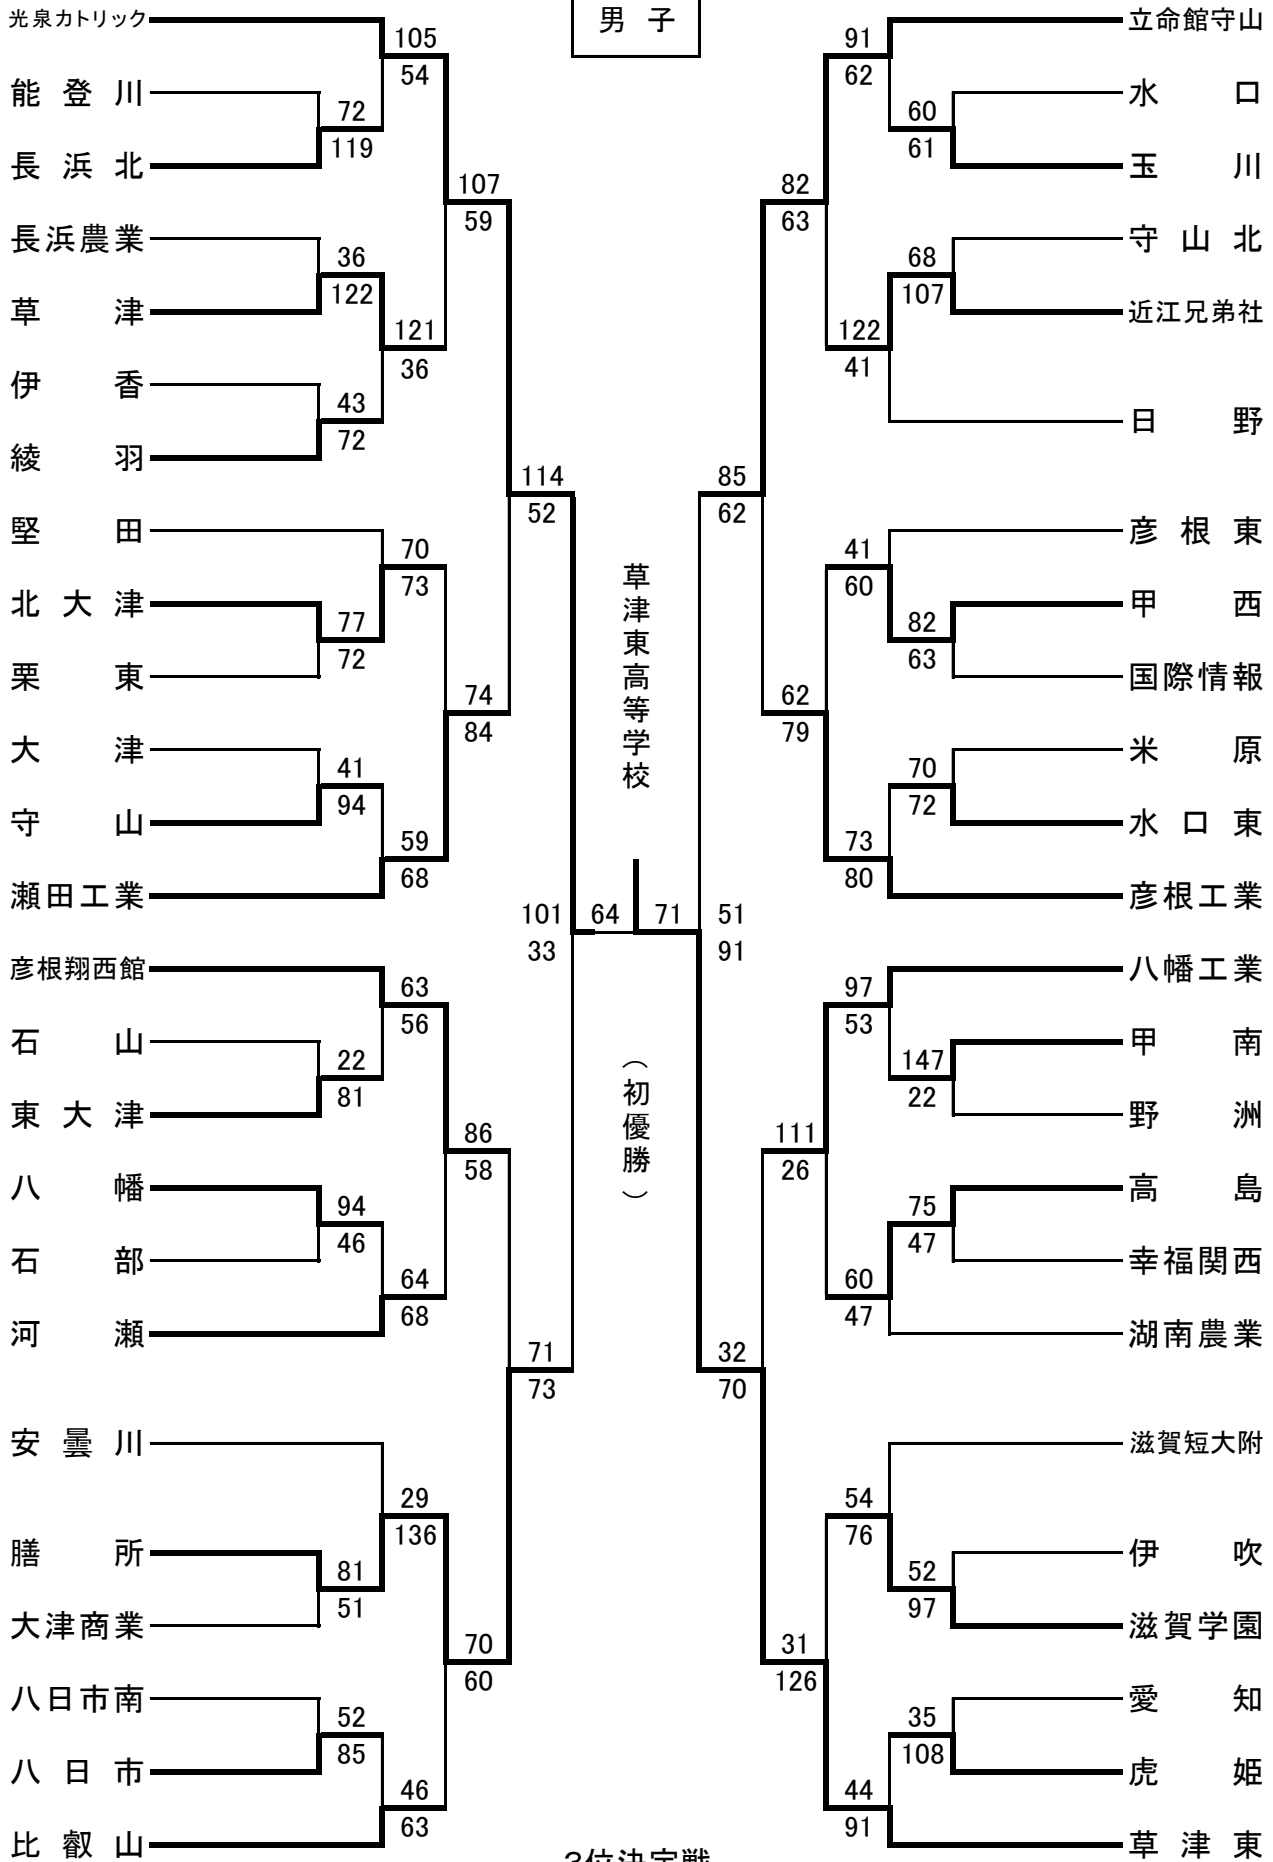 男子
光泉カトリック
105
54
能登川
72
119
長浜北
107
59
長浜農業
36
122
草津
121
36
伊香
43
72
綾羽
114
52
堅田
70
73
北大津
77
72
栗東
74
84
大津
41
94
守山
59
68
瀬田工業
101
33
彦根翔西館
63
56
石山
22
81
東大津
86
58
八幡
94
46
石部
64
68
河瀬
71
73
安曇川
29
136
膳所
81
51
大津商業
70
60
八日市南
52
85
八日市
46
63
比叡山
草津東高等学校
64
71
（初優勝）
立命館守山
91
62
水口
60
61
玉川
82
63
守山北
68
107
近江兄弟社
122
41
日野
85
62
彦根東
41
60
甲西
82
63
国際情報
62
79
米原
70
72
水口東
73
80
彦根工業
51
91
八幡工業
97
53
甲南
147
22
野洲
111
26
高島
75
47
幸福関西
60
47
湖南農業
32
70
滋賀短大附
54
76
伊吹
52
97
滋賀学園
31
126
愛知
35
108
虎姫
44
91
草津東
3位決定戦